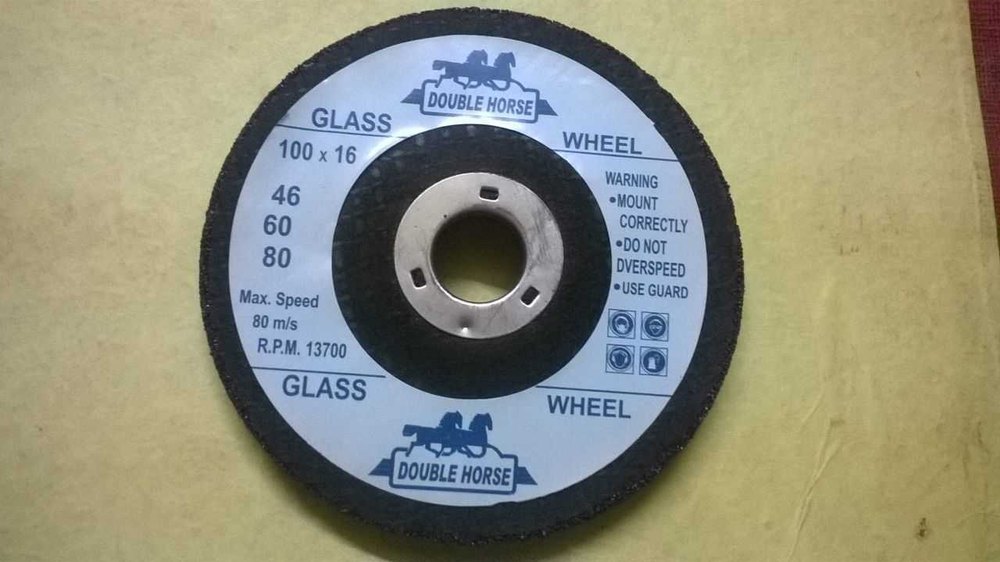 DOUBLE HORSE
GLASS
WHEEL
100 x 16
46
60
80
Max. Speed
80 m/s
R.P.M. 13700
WARNING
•MOUNT
CORRECTLY
•DO NOT
DVERSPEED
•USE GUARD
GLASS
WHEEL
DOUBLE HORSE